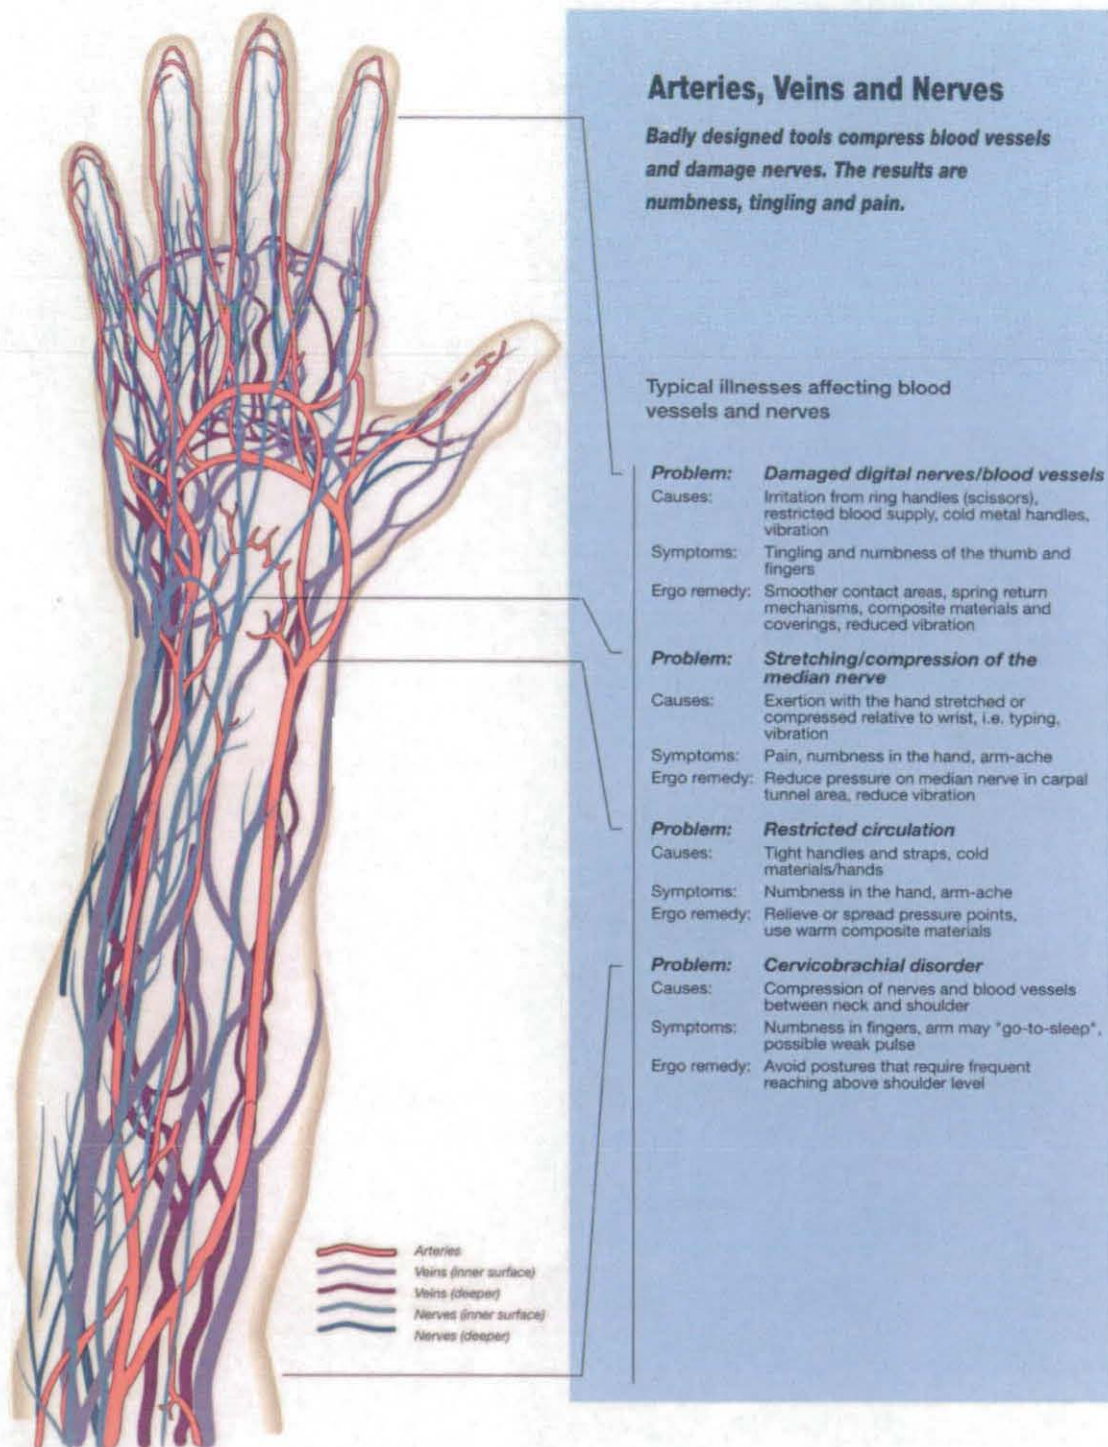 Arteries, Veins and Nerves
Badly designed tools compress blood vessels
and damage nerves. The results are
numbness, tingling and pain.
Typical illnesses affecting blood
vessels and nerves
Problem: Damaged digital nerves/blood vessels
Causes: Irritation from ring handles (scissors),
restricted blood supply, cold metal handles,
vibration
Symptoms: Tingling and numbness of the thumb and
fingers
Ergo remedy: Smoother contact areas, spring return
mechanisms, composite materials and
coverings, reduced vibration
Problem: Stretching/compression of the
median nerve
Causes: Exertion with the hand stretched or
compressed relative to wrist, i.e. typing,
vibration
Symptoms: Pain, numbness in the hand, arm-ache
Ergo remedy: Reduce pressure on median nerve in carpal
tunnel area, reduce vibration
Problem: Restricted circulation
Causes: Tight handles and straps, cold
materials/hands
Symptoms: Numbness in the hand, arm-ache
Ergo remedy: Relieve or spread pressure points,
use warm composite materials
Problem: Cervicobrachial disorder
Causes: Compression of nerves and blood vessels
between neck and shoulder
Symptoms: Numbness in fingers, arm may "go-to-sleep",
possible weak pulse
Ergo remedy: Avoid postures that require frequent
reaching above shoulder level
Arteries
Veins (inner surface)
Veins (deeper)
Nerves (inner surface)
Nerves (deeper)